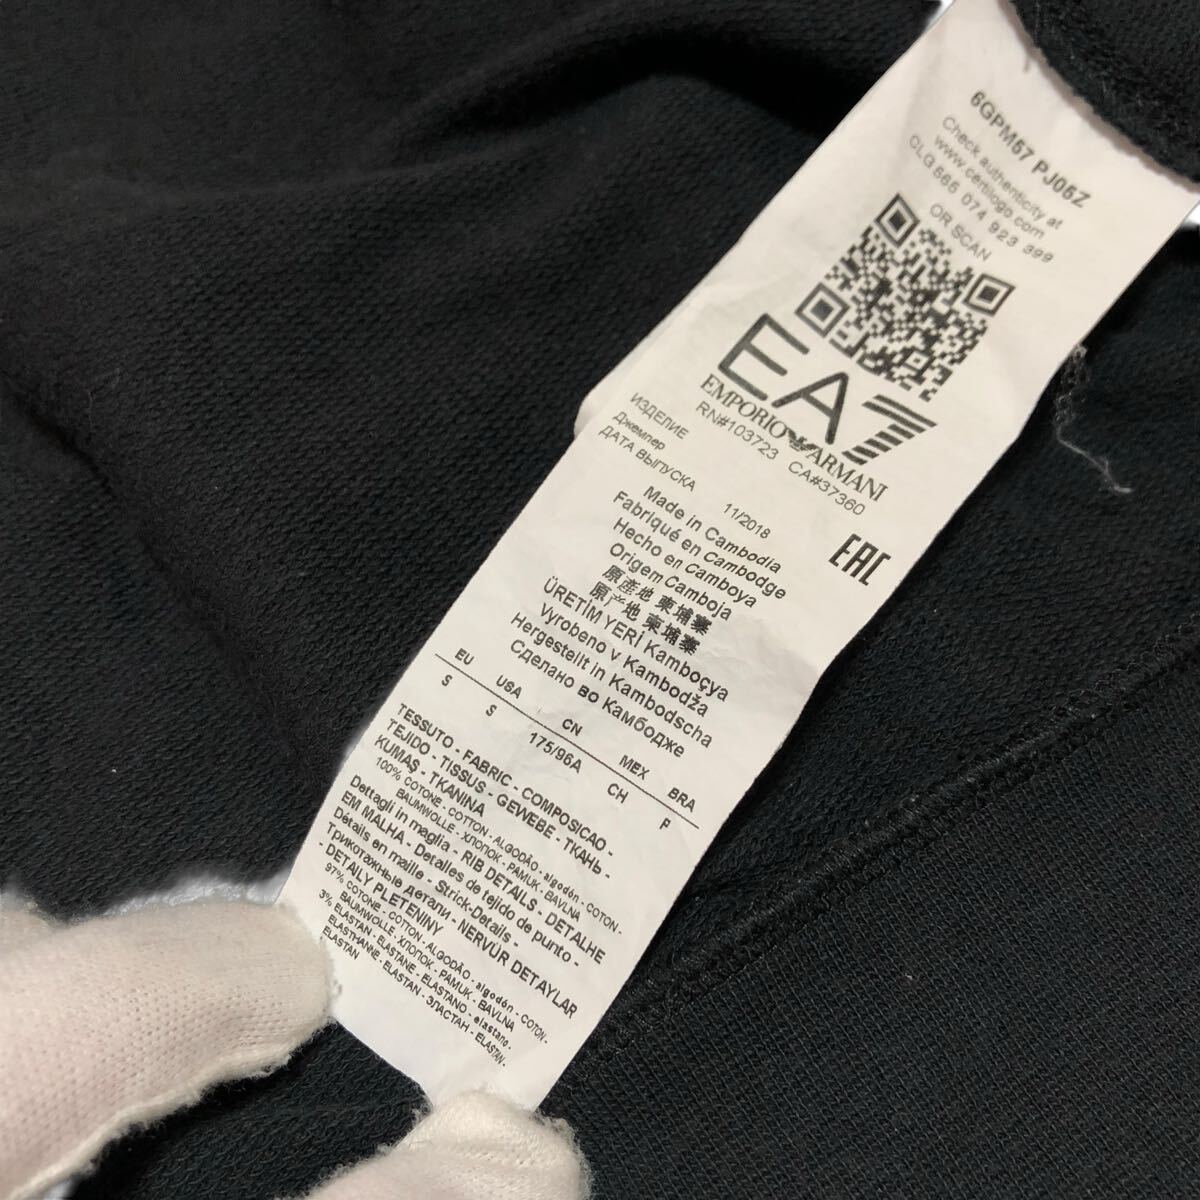 6GPM57 PJ05Z
Check authenticity at
www.certilogo.com
CLG 565 074 923 399
OR SCAN
EA7
EMPORIO ARMANI
RN#103723 CA#37360
ИЗДЕЛИЕ
Джемпер
ДАТА ВЫПУСКА 11/2018
EAC
Made in Cambodia
Fabriqué en Cambodge
Hecho en Camboya
Origem Camboja
原產地 柬埔寨
原产地 柬埔寨
ÜRETİM YERİ Kamboçya
Vyrobeno v Kambodža
Hergestellt in Kambodscha
Сделано во Камбодже
EU USA CN MEX BRA
S S 175/96A CH P
TESSUTO - FABRIC - COMPOSICAO -
TEJIDO - TISSUS - GEWEBE - ТКАНЬ -
KUMAŞ - TKANINA
100% COTONE - COTTON - ALGODÃO - algodón - COTON -
BAUMWOLLE - ХЛОПОК - PAMUK - BAVLNA
Dettagli in maglia - RIB DETAILS - DETALHE
EM MALHA - Detalles de tejido de punto -
Détails en maille - Strick-Details -
Трикотажные детали - NERVÜR DETAYLAR
- DETAILY PLETENINY
97% COTONE - COTTON - ALGODÃO - algodón - COTON -
BAUMWOLLE - ХЛОПОК - PAMUK - BAVLNA
3% ELASTAN - ELASTANE - ELASTANO - elastano -
ELASTHANNE - ELASTAN - ЭЛАСТАН - ELASTAN -
ELASTAN